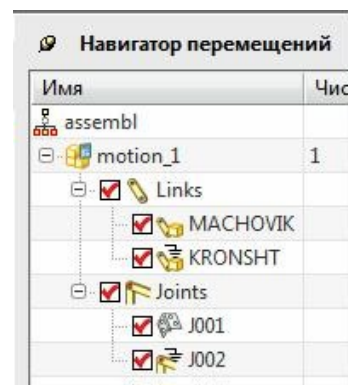 Навигатор перемещений
Имя Чис
assembl
motion_1 1
Links
MACHOVIK
KRONSHT
Joints
J001
J002